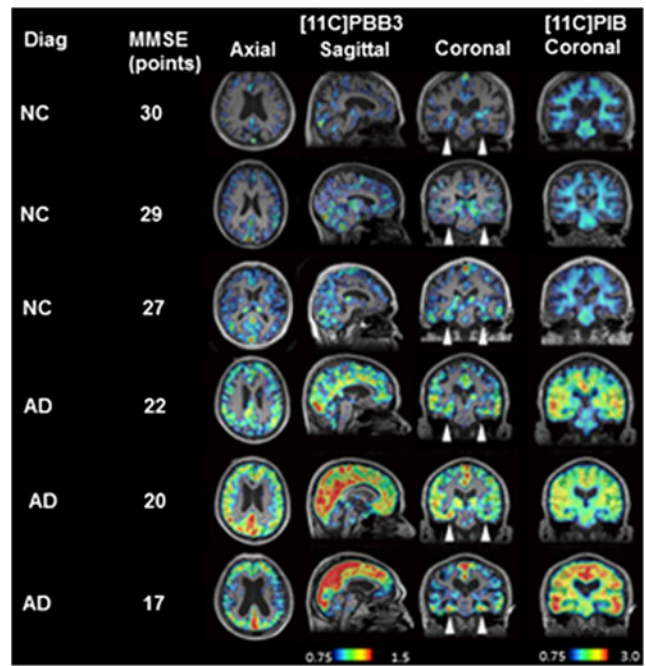 [11C]PBB3 [11C]PIB
Diag MMSE (points) Axial Sagittal Coronal Coronal
NC 30
NC 29
NC 27
AD 22
AD 20
AD 17
0.75 1.5 0.75 3.0